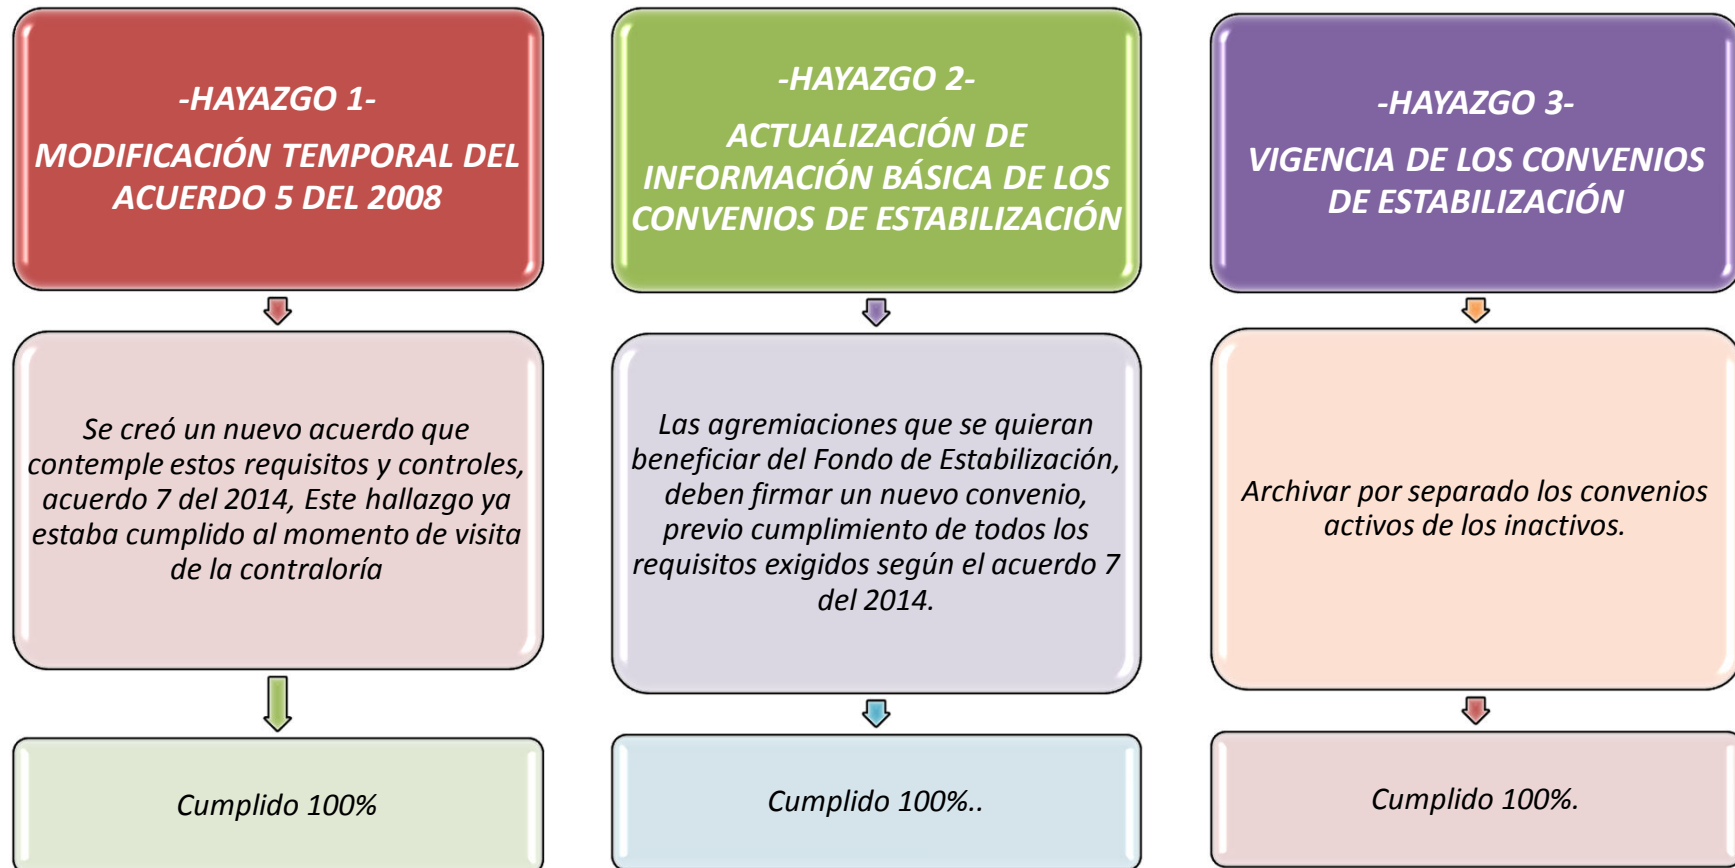 -HAYAZGO 1-
MODIFICACIÓN TEMPORAL DEL
ACUERDO 5 DEL 2008
Se creó un nuevo acuerdo que
contemple estos requisitos y controles,
acuerdo 7 del 2014, Este hallazgo ya
estaba cumplido al momento de visita
de la contraloría
Cumplido 100%
-HAYAZGO 2-
ACTUALIZACIÓN DE
INFORMACIÓN BÁSICA DE LOS
CONVENIOS DE ESTABILIZACIÓN
Las agremiaciones que se quieran
beneficiar del Fondo de Estabilización,
deben firmar un nuevo convenio,
previo cumplimiento de todos los
requisitos exigidos según el acuerdo 7
del 2014.
Cumplido 100%..
-HAYAZGO 3-
VIGENCIA DE LOS CONVENIOS
DE ESTABILIZACIÓN
Archivar por separado los convenios
activos de los inactivos.
Cumplido 100%.